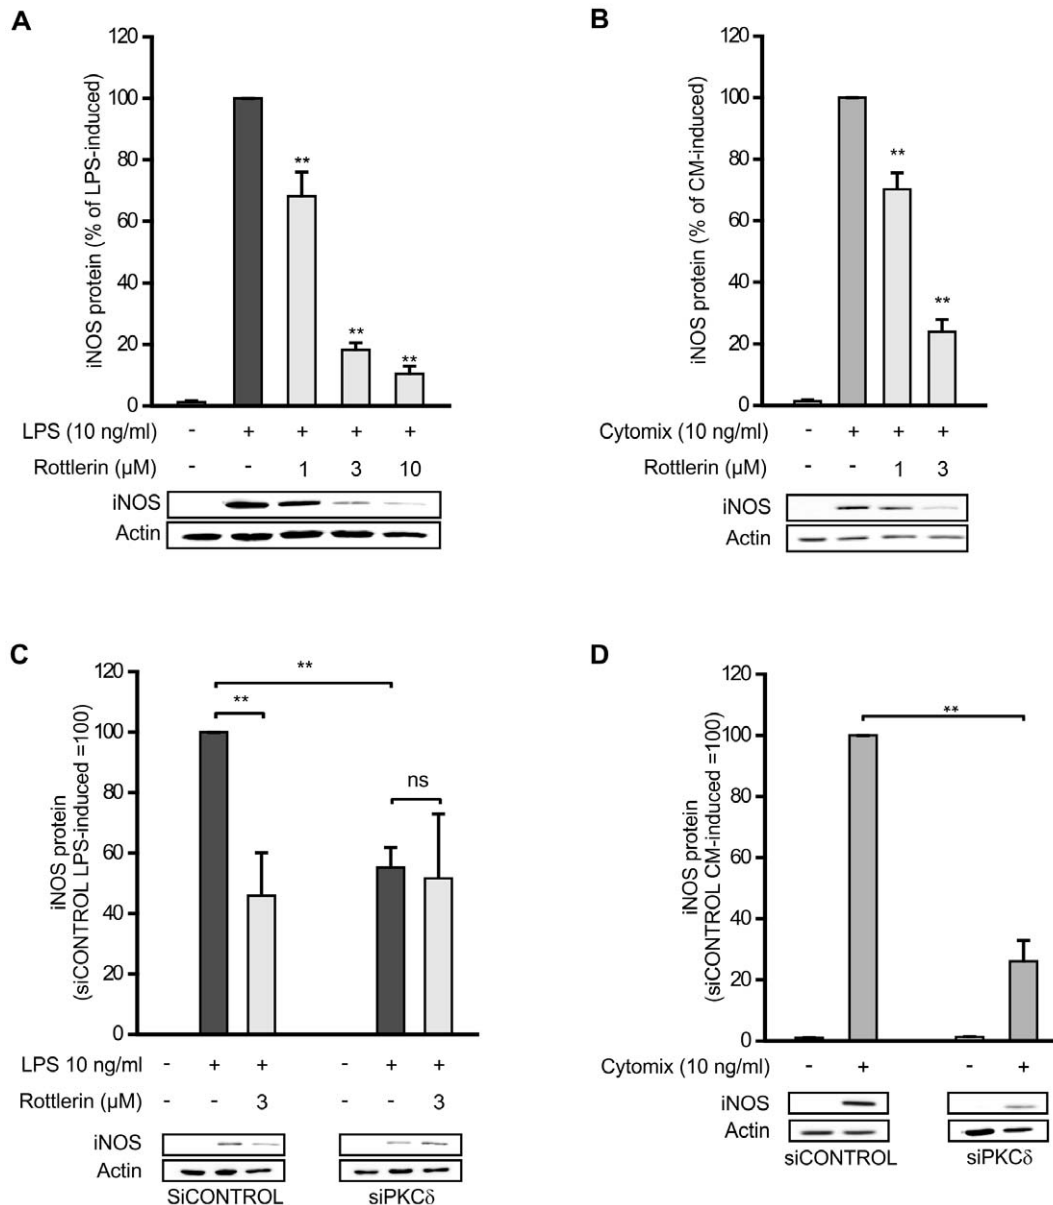 A
120
100
80
60
40
20
0
iNOS protein (% of LPS-induced)
**
**
**
LPS (10 ng/ml) - + + + +
Rottlerin (µM) - - 1 3 10
iNOS
Actin
B
120
100
80
60
40
20
0
iNOS protein (% of CM-induced)
**
**
Cytomix (10 ng/ml) - + + +
Rottlerin (µM) - - 1 3
iNOS
Actin
C
120
100
80
60
40
20
0
iNOS protein
(siCONTROL LPS-induced =100)
**
**
ns
LPS 10 ng/ml - + + - + +
Rottlerin (µM) - - 3 - - 3
iNOS
Actin
SiCONTROL siPKCδ
D
120
100
80
60
40
20
0
iNOS protein
(siCONTROL CM-induced =100)
**
Cytomix (10 ng/ml) - + - +
iNOS
Actin
siCONTROL siPKCδ